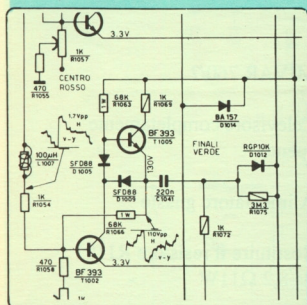 3.3V
1K
R1057
470
R1055
CENTRO
ROSSO
1,7Vpp
H
v-y
100µH
L1007
1K
R1054
68K
R1063
1W
1K
R1069
BF393
T1005
SFD88
D1005
130V
SFD88
D1009
220n
C1041
FINALI
VERDE
BA157
D1014
RGP10K
D1012
3M3
R1075
1W
68K
R1066
110Vpp
H
v-y
1K
R1072
470
R1058
BF393
T1002
3.3V
1K
1W